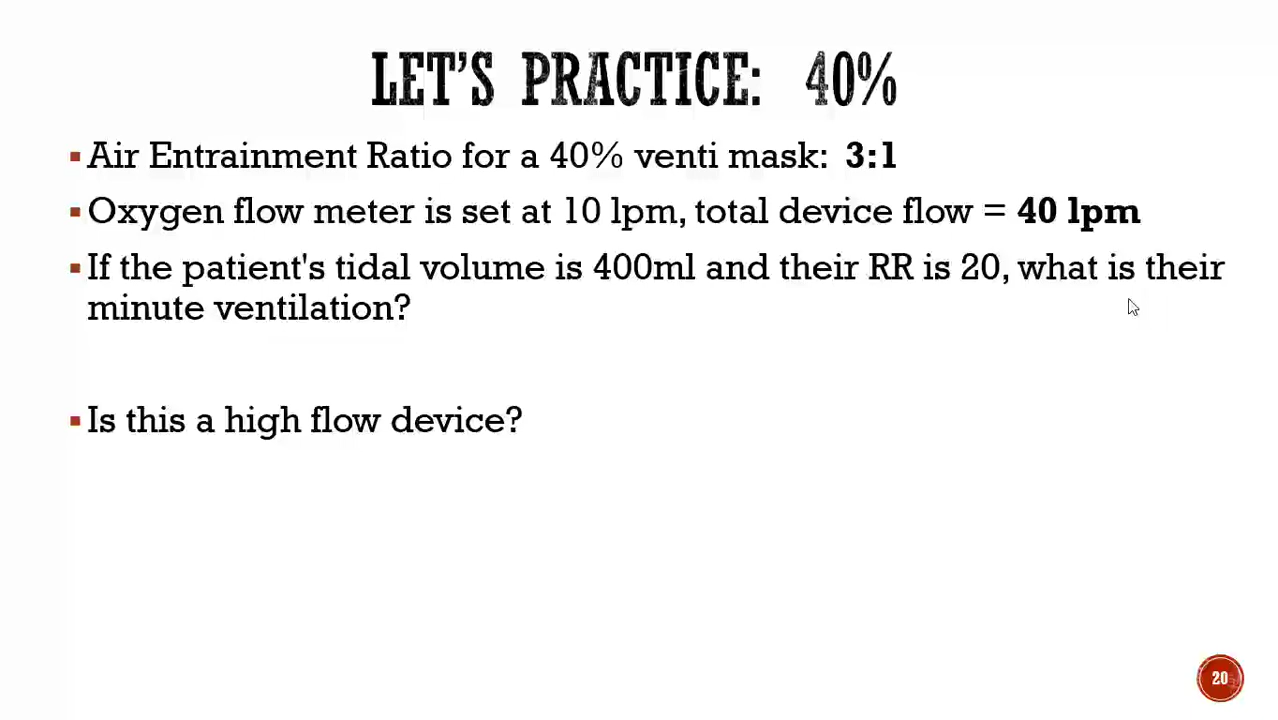 LET'S PRACTICE: 40%
▪Air Entrainment Ratio for a 40% venti mask: 3:1
▪Oxygen flow meter is set at 10 lpm, total device flow = 40 lpm
▪If the patient's tidal volume is 400ml and their RR is 20, what is their
minute ventilation?
▪Is this a high flow device?
20